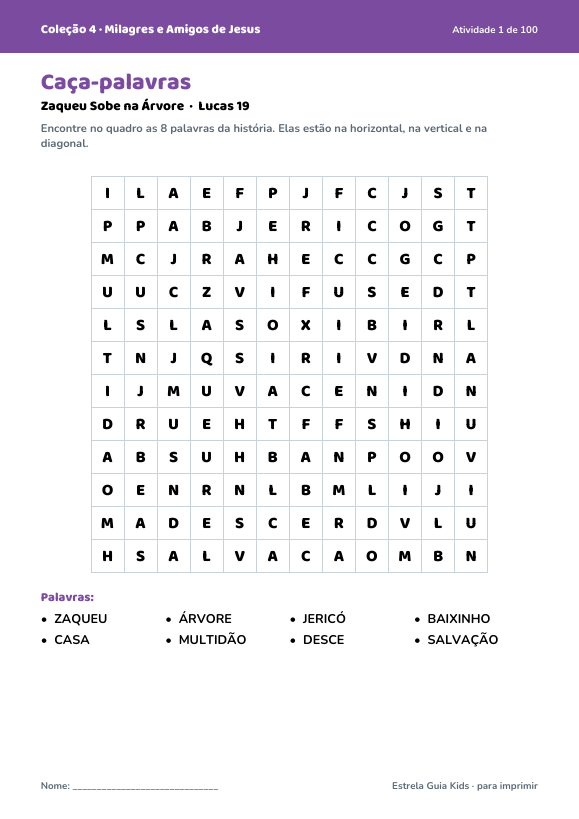 Coleção 4 · Milagres e Amigos de Jesus
Atividade 1 de 100
Caça-palavras
Zaqueu Sobe na Árvore · Lucas 19
Encontre no quadro as 8 palavras da história. Elas estão na horizontal, na vertical e na
diagonal.
I L A E F P J F C J S T
P P A B J E R I C O G T
M C J R A H E C C G C P
U U C Z V I F U S E D T
L S L A S O X I B I R L
T N J Q S I R I V D N A
I J M U V A C E N I D N
D R U E H T F F S H I U
A B S U H B A N P O O V
O E N R N L B M L I J I
M A D E S C E R D V L U
H S A L V A C A O M B N
Palavras:
• ZAQUEU • ÁRVORE • JERICÓ • BAIXINHO
• CASA • MULTIDÃO • DESCE • SALVAÇÃO
Nome: ____________________________
Estrela Guia Kids · para imprimir